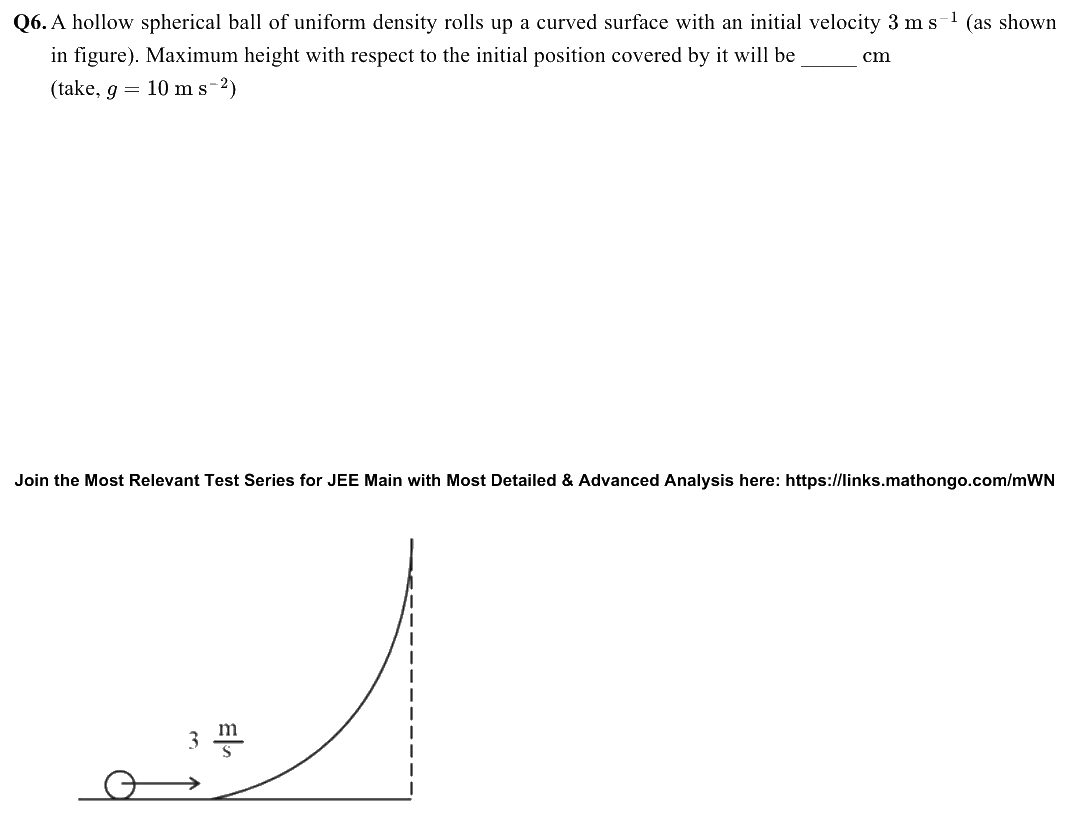 Q6. A hollow spherical ball of uniform density rolls up a curved surface with an initial velocity 3 m s⁻¹ (as shown
in figure). Maximum height with respect to the initial position covered by it will be _____ cm
(take, g = 10 m s⁻²)
Join the Most Relevant Test Series for JEE Main with Most Detailed & Advanced Analysis here: https://links.mathongo.com/mWN
3 m/s